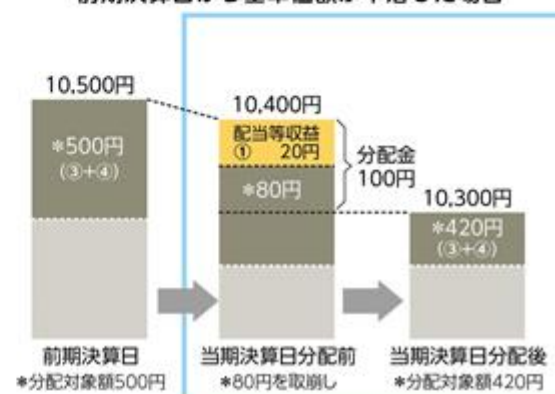 前期決算日から基準価額が下落した場合
10,500円
*500円
(③+④)
10,400円
配当等収益
① 20円
*80円
分配金
100円
10,300円
*420円
(③+④)
前期決算日
*分配対象額500円
当期決算日分配前
*80円を取崩し
当期決算日分配後
*分配対象額420円